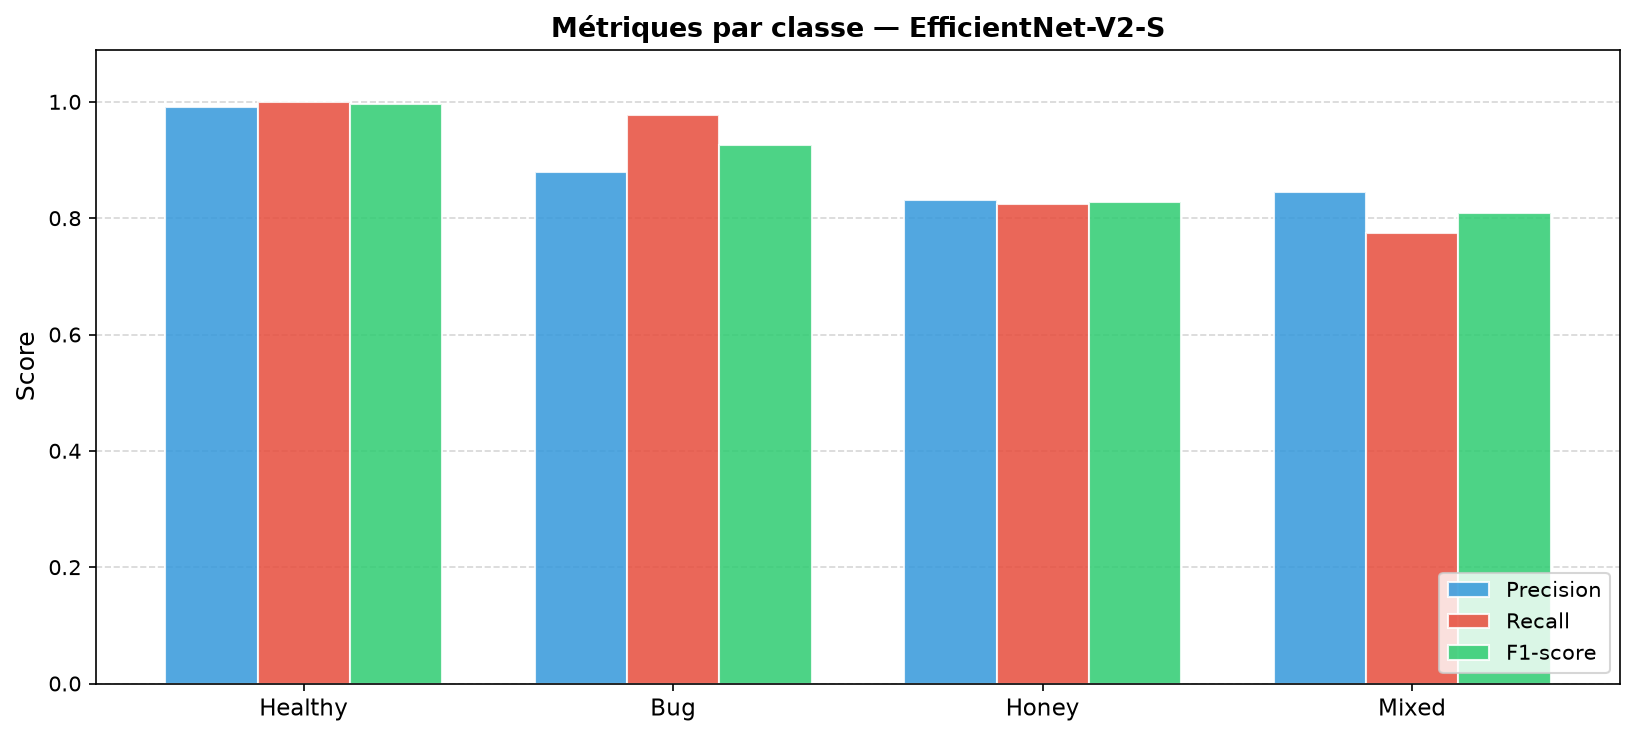 Métriques par classe — EfficientNet-V2-S
Score
1.0
0.8
0.6
0.4
0.2
0.0
Healthy
Bug
Honey
Mixed
Precision
Recall
F1-score